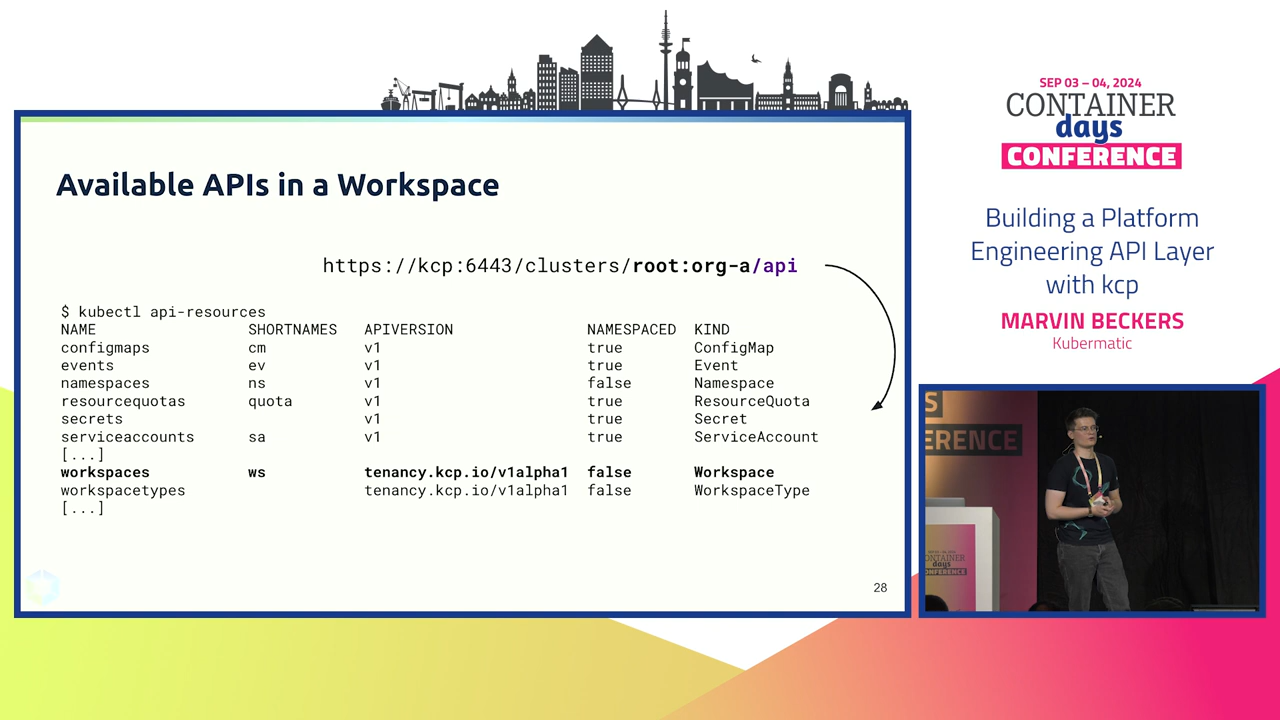 SEP 03 – 04, 2024
CONTAINER
days
CONFERENCE
Available APIs in a Workspace
https://kcp:6443/clusters/root:org-a/api
$ kubectl api-resources
NAME SHORTNAMES APIVERSION NAMESPACED KIND
configmaps cm v1 true ConfigMap
events ev v1 true Event
namespaces ns v1 false Namespace
resourcequotas quota v1 true ResourceQuota
secrets v1 true Secret
serviceaccounts sa v1 true ServiceAccount
[...]
workspaces ws tenancy.kcp.io/v1alpha1 false Workspace
workspacetypes tenancy.kcp.io/v1alpha1 false WorkspaceType
[...]
28
Building a Platform
Engineering API Layer
with kcp
MARVIN BECKERS
Kubermatic
S
ERENCE
CONTAINER
days
CONFERENCE